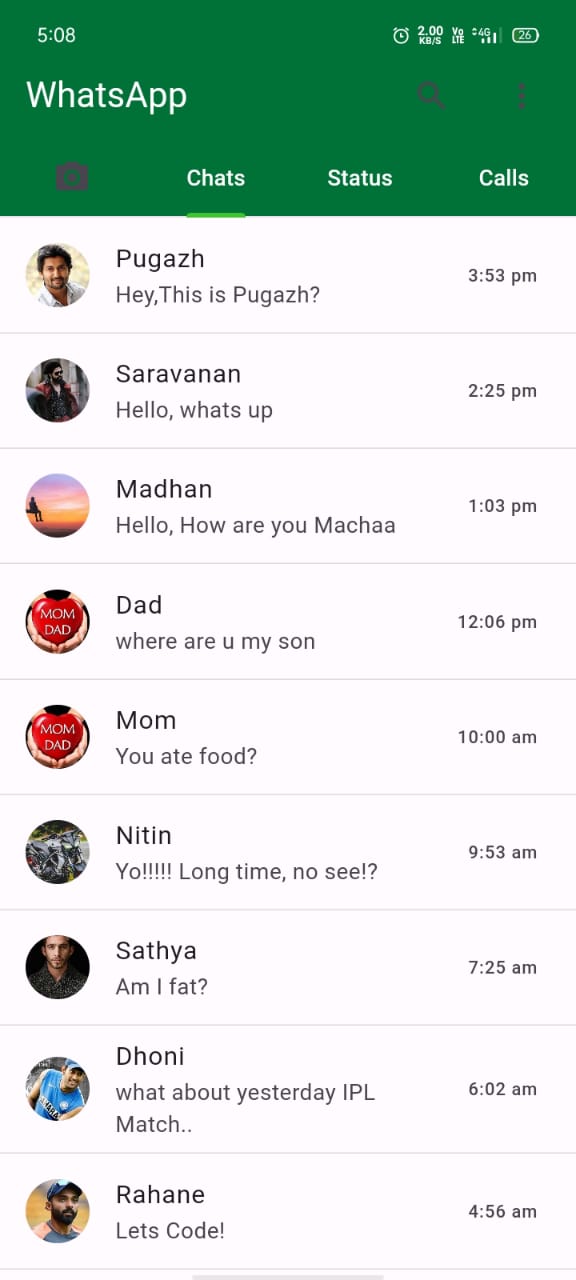 5:08
2.00
KB/S
Vo
LTE
4G
26
WhatsApp
Chats
Status
Calls
Pugazh
Hey,This is Pugazh?
3:53 pm
Saravanan
Hello, whats up
2:25 pm
Madhan
Hello, How are you Machaa
1:03 pm
MOM
DAD
Dad
where are u my son
12:06 pm
MOM
DAD
Mom
You ate food?
10:00 am
Nitin
Yo!!!!! Long time, no see!?
9:53 am
Sathya
Am I fat?
7:25 am
Dhoni
what about yesterday IPL
Match..
6:02 am
Rahane
Lets Code!
4:56 am